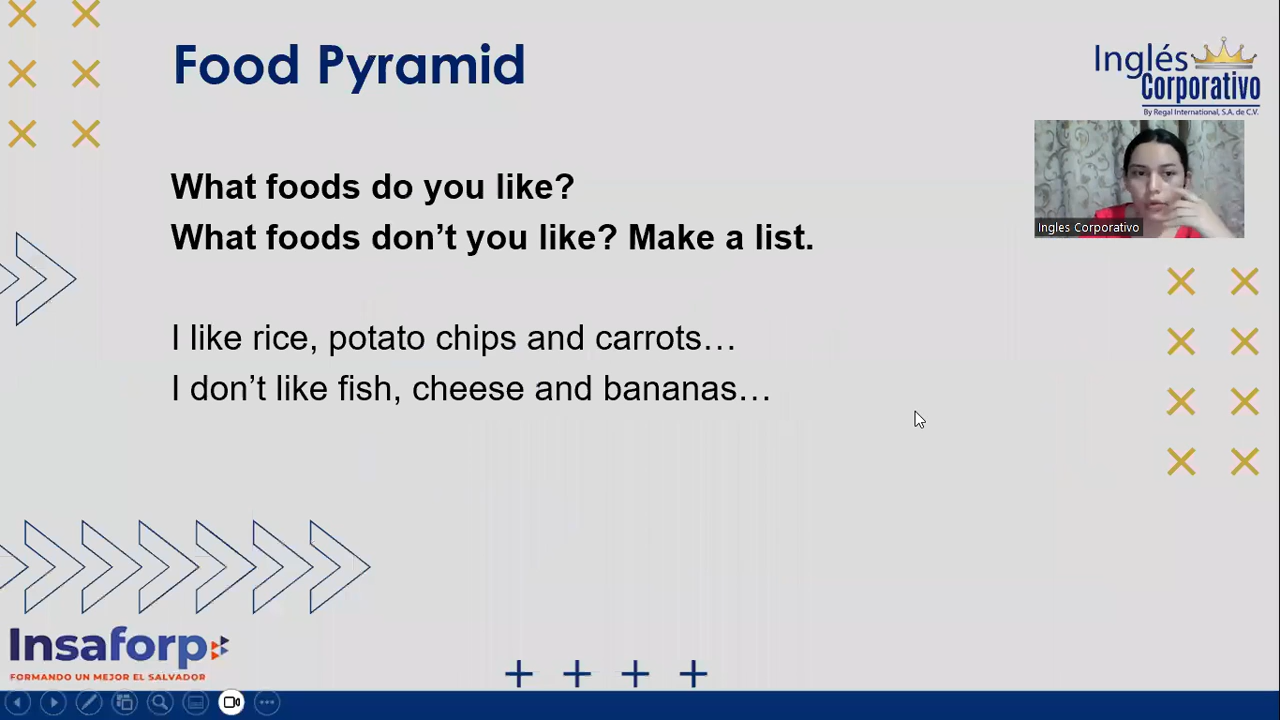 Food Pyramid
Inglés
Corporativo
By Regal International, S.A. de C.V.
What foods do you like?
What foods don’t you like? Make a list.
Ingles Corporativo
I like rice, potato chips and carrots…
I don’t like fish, cheese and bananas…
Insaforp
FORMANDO UN MEJOR EL SALVADOR